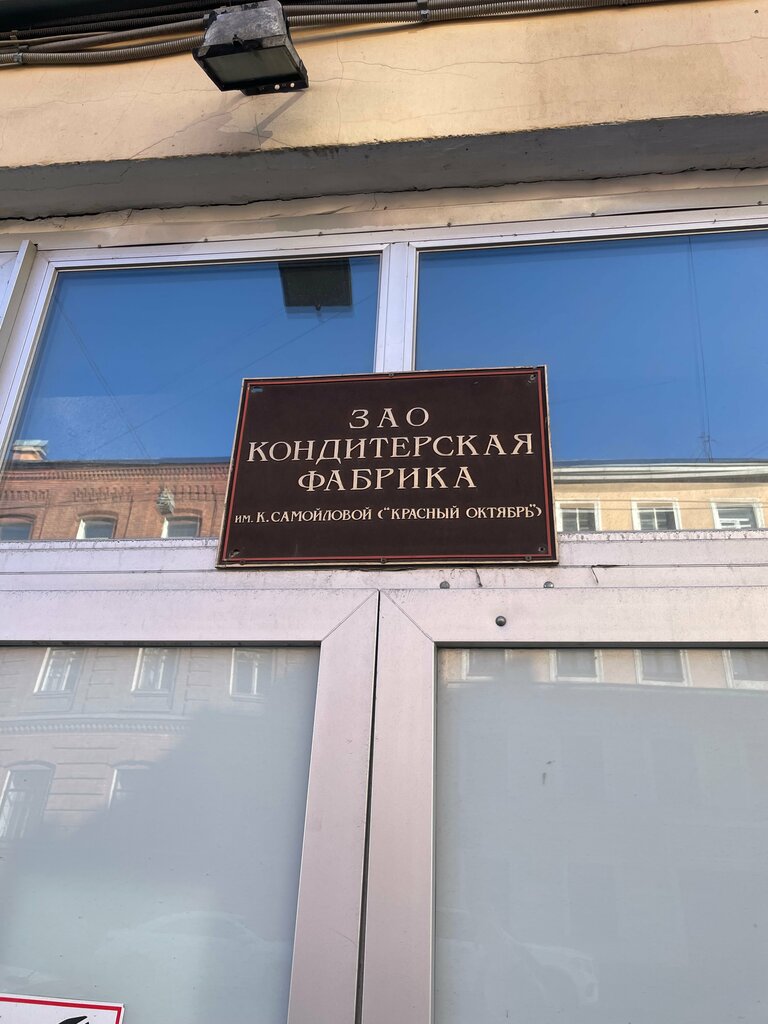 ЗАО
КОНДИТЕРСКАЯ
ФАБРИКА
ИМ. К. САМОЙЛОВОЙ ("КРАСНЫЙ ОКТЯБРЬ")